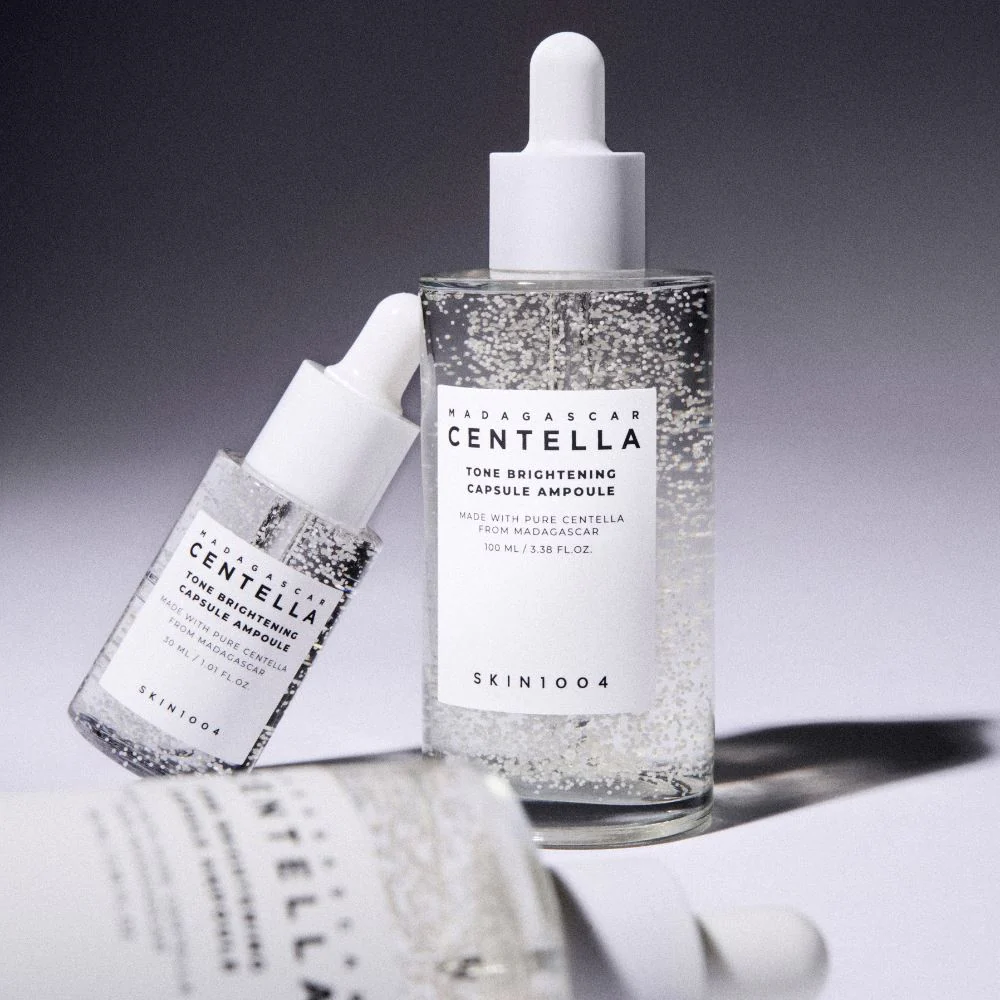 MADAGASCAR
CENTELLA
TONE BRIGHTENING
CAPSULE AMPOULE
MADE WITH PURE CENTELLA
FROM MADAGASCAR
100 ML / 3.38 FL.OZ.
SKIN1004
MADAGASCAR
CENTELLA
TONE BRIGHTENING
CAPSULE AMPOULE
MADE WITH PURE CENTELLA
FROM MADAGASCAR
30 ML / 1.01 FL.OZ.
SKIN1004
CENTELLA